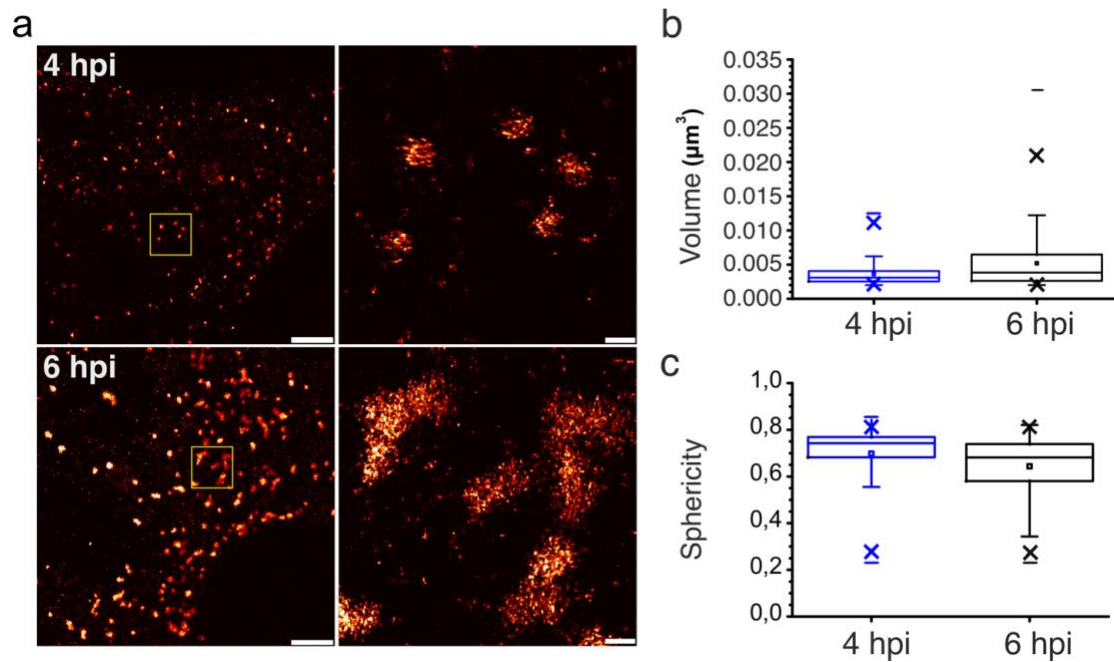 a
4 hpi
6 hpi
b
Volume (µm³)
0.035
0.030
0.025
0.020
0.015
0.010
0.005
0.000
4 hpi
6 hpi
c
Sphericity
1,0
0,8
0,6
0,4
0,2
0,0
4 hpi
6 hpi